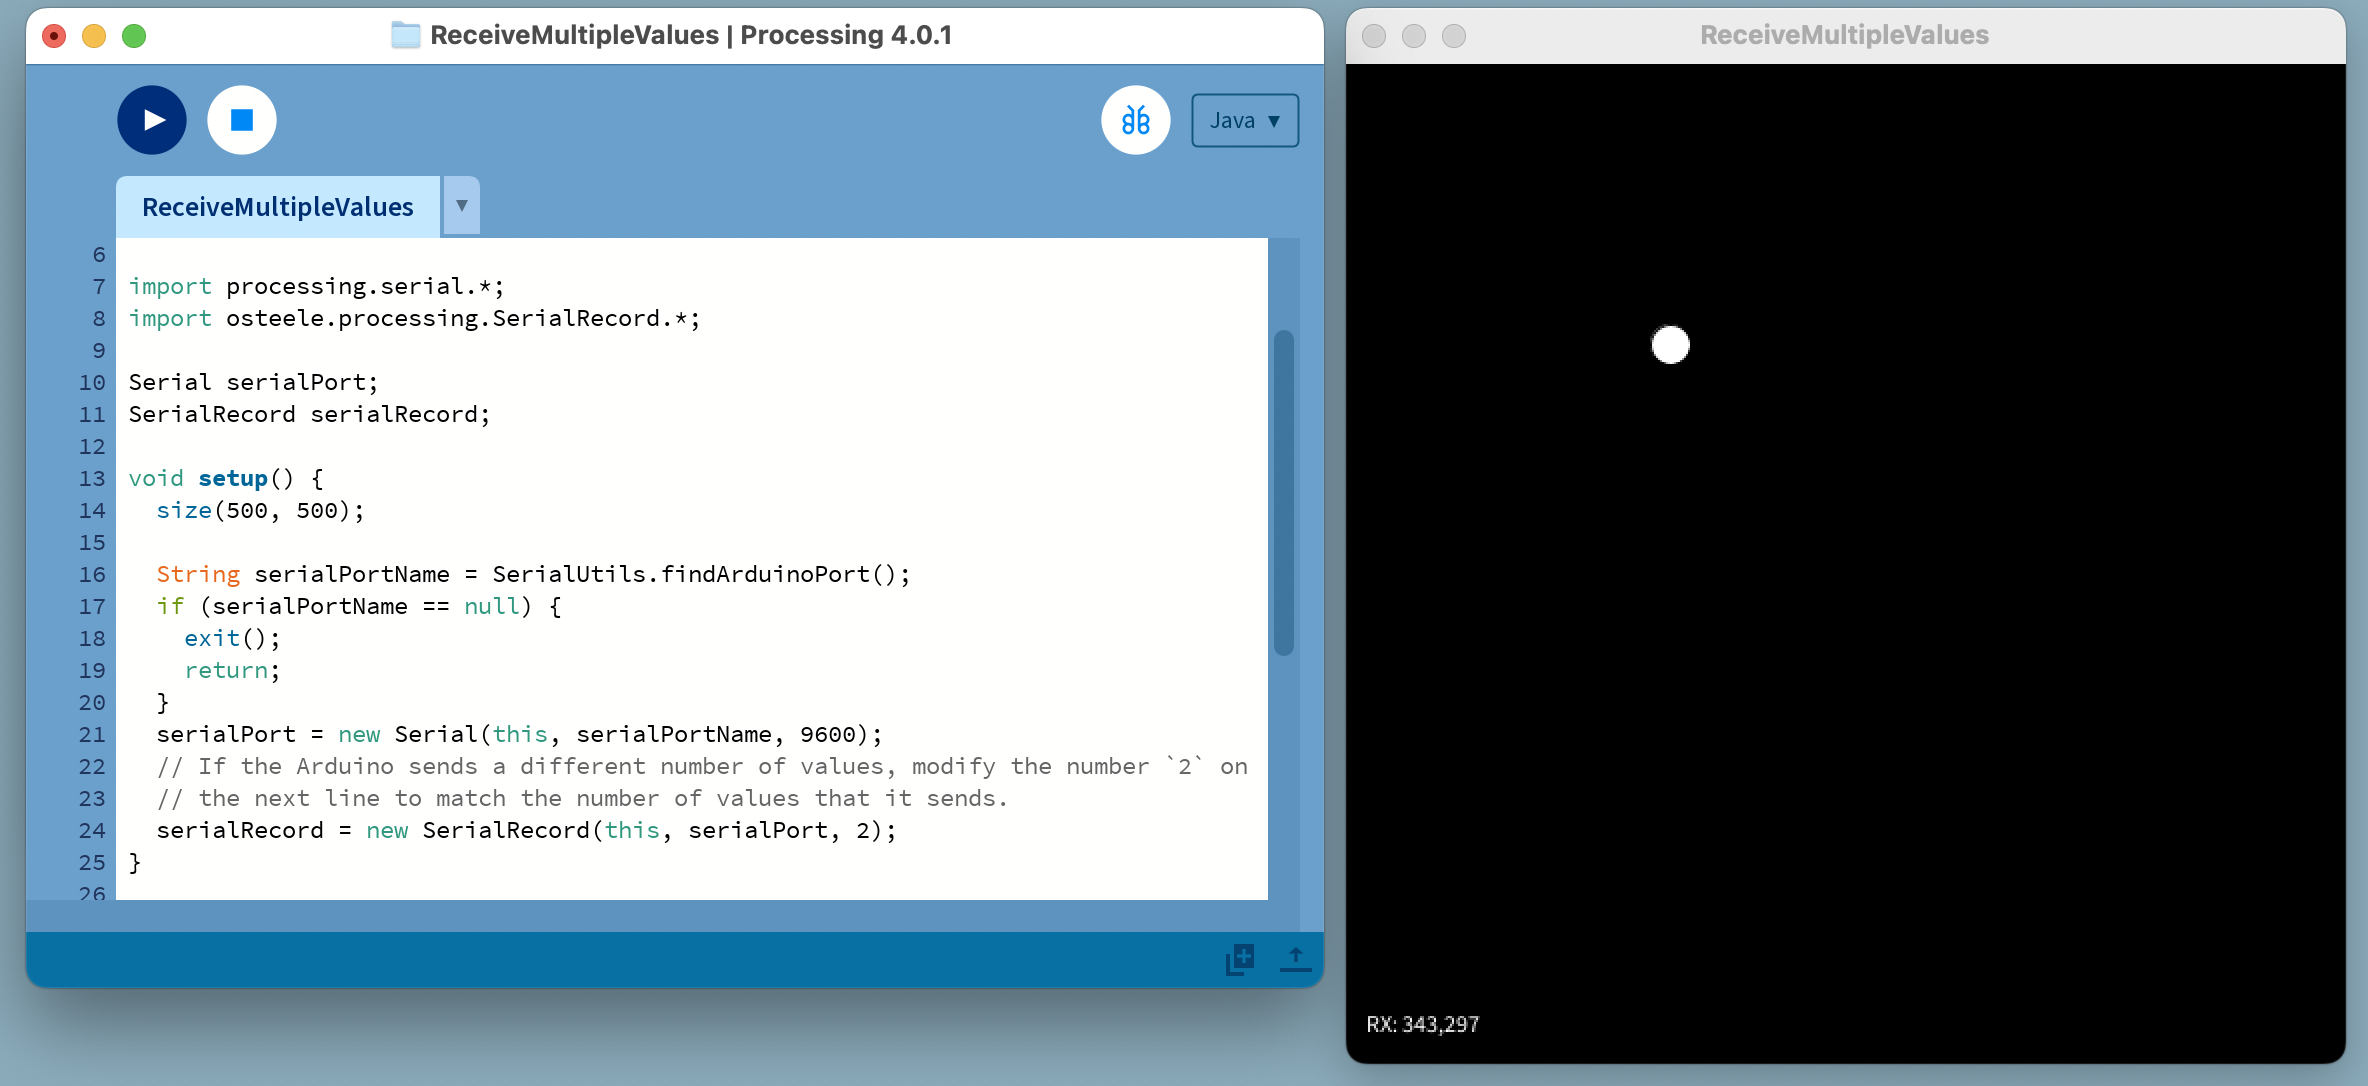 ReceiveMultipleValues | Processing 4.0.1
Java ▼
ReceiveMultipleValues ▼
6
7 import processing.serial.*;
8 import osteele.processing.SerialRecord.*;
9
10 Serial serialPort;
11 SerialRecord serialRecord;
12
13 void setup() {
14   size(500, 500);
15
16   String serialPortName = SerialUtils.findArduinoPort();
17   if (serialPortName == null) {
18     exit();
19     return;
20   }
21   serialPort = new Serial(this, serialPortName, 9600);
22   // If the Arduino sends a different number of values, modify the number `2` on
23   // the next line to match the number of values that it sends.
24   serialRecord = new SerialRecord(this, serialPort, 2);
25 }
26
ReceiveMultipleValues
RX: 343,297